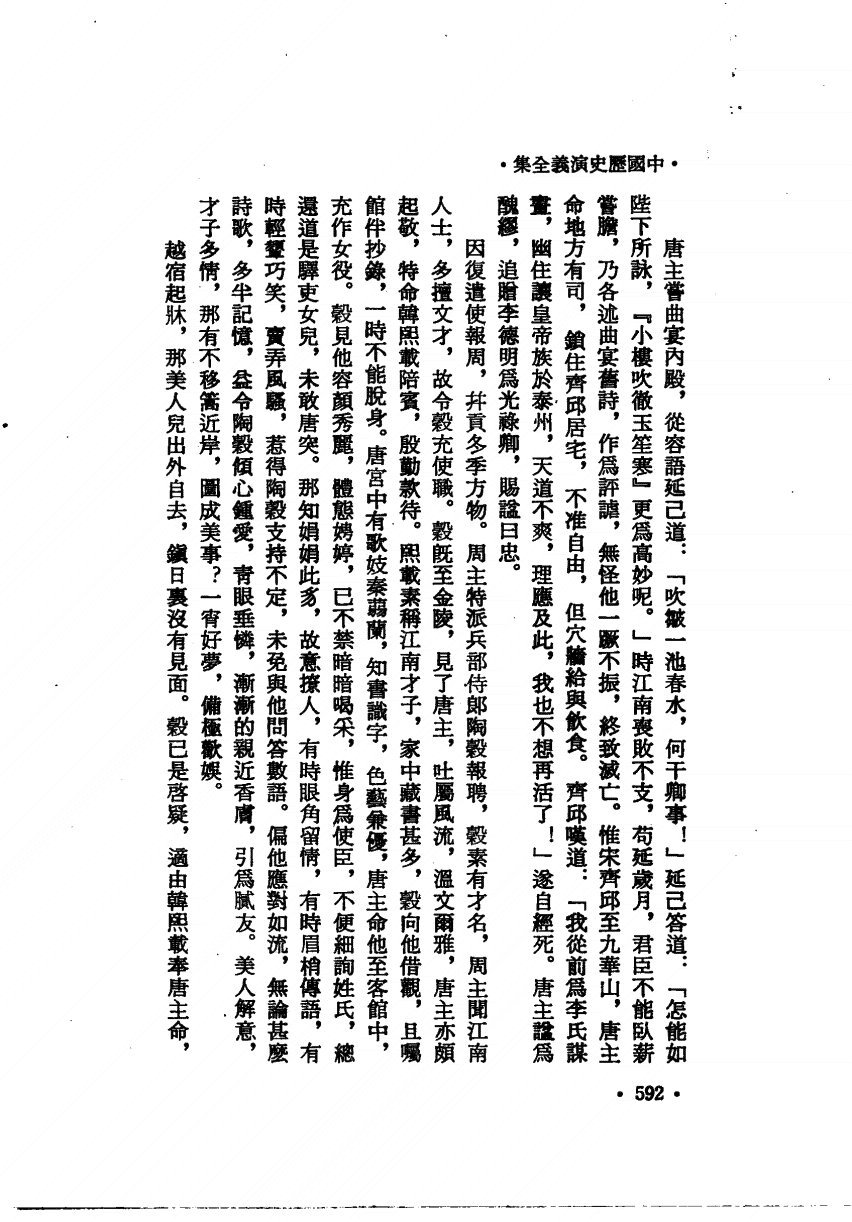 •中國歷史演義全集•
唐主嘗曲宴內殿，從容語延己道：「吹皺一池春水，何干卿事！」延己答道：「怎能如
陛下所詠，『小樓吹徹玉笙寒』更爲高妙呢。」時江南喪敗不支，苟延歲月，君臣不能臥薪
嘗膽，乃各述曲宴舊詩，作爲評謔，無怪他一蹶不振，終致滅亡。惟宋齊邱至九華山，唐主
命地方有司，鎖住齊邱居宅，不准自由，但穴牆給與飲食。齊邱嘆道：「我從前爲李氏謀
畫，幽住讓皇帝族於泰州，天道不爽，理應及此，我也不想再活了！」遂自經死。唐主諡爲
醜繆，追贈李德明爲光祿卿，賜諡曰忠。
因復遣使報周，幷貢冬季方物。周主特派兵部侍郎陶穀報聘，穀素有才名，周主聞江南
人士，多擅文才，故令穀充使職。穀既至金陵，見了唐主，吐屬風流，溫文爾雅，唐主亦頗
起敬，特命韓熙載陪賓，殷勤款待。熙載素稱江南才子，家中藏書甚多，穀向他借觀，且囑
館伴抄錄，一時不能脫身。唐宮中有歌妓秦蒻蘭，知書識字，色藝兼優，唐主命他至客館中，
充作女役。穀見他容顏秀麗，體態娉婷，已不禁暗暗喝采，惟身爲使臣，不便細詢姓氏，總
還道是驛吏女兒，未敢唐突。那知娟娟此豸，故意撩人，有時眼角留情，有時眉梢傳語，有
時輕顰巧笑，賣弄風騷，惹得陶穀支持不定，未免與他問答數語。偏他應對如流，無論甚麼
詩歌，多半記憶，益令陶穀傾心鍾愛，靑眼垂憐，漸漸的親近香膚，引爲膩友。美人解意，
才子多情，那有不移篙近岸，圖成美事？一宵好夢，備極歡娛。
越宿起牀，那美人兒出外自去，鎭日裏沒有見面。穀已是啓疑，適由韓熙載奉唐主命，
•592•